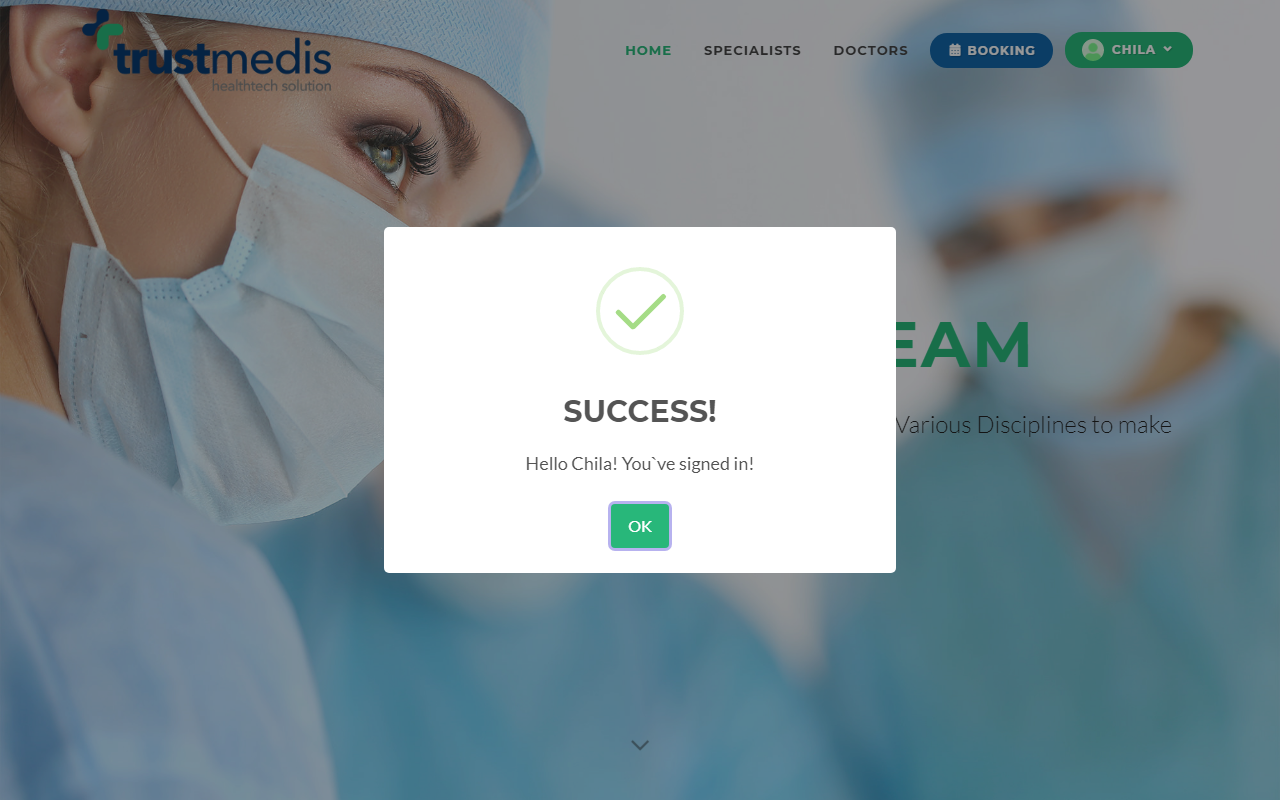 trustmedis
healthtech solution
HOME SPECIALISTS DOCTORS BOOKING CHILA
EAM
Various Disciplines to make
SUCCESS!
Hello Chila! You`ve signed in!
OK